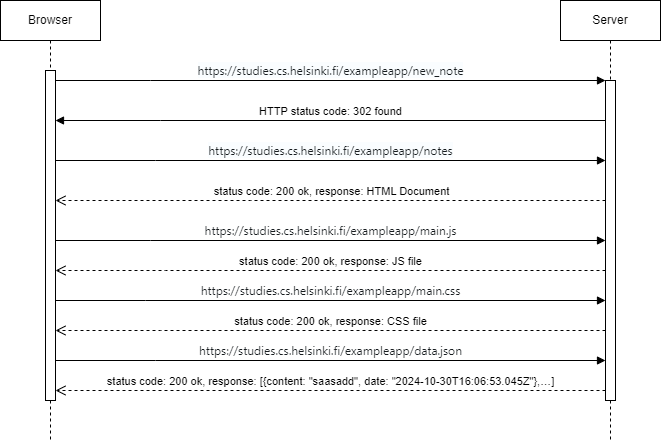 Browser
Server
https://studies.cs.helsinki.fi/exampleapp/new_note
HTTP status code: 302 found
https://studies.cs.helsinki.fi/exampleapp/notes
status code: 200 ok, response: HTML Document
https://studies.cs.helsinki.fi/exampleapp/main.js
status code: 200 ok, response: JS file
https://studies.cs.helsinki.fi/exampleapp/main.css
status code: 200 ok, response: CSS file
https://studies.cs.helsinki.fi/exampleapp/data.json
status code: 200 ok, response: [{content: "saasadd", date: "2024-10-30T16:06:53.045Z"},...]